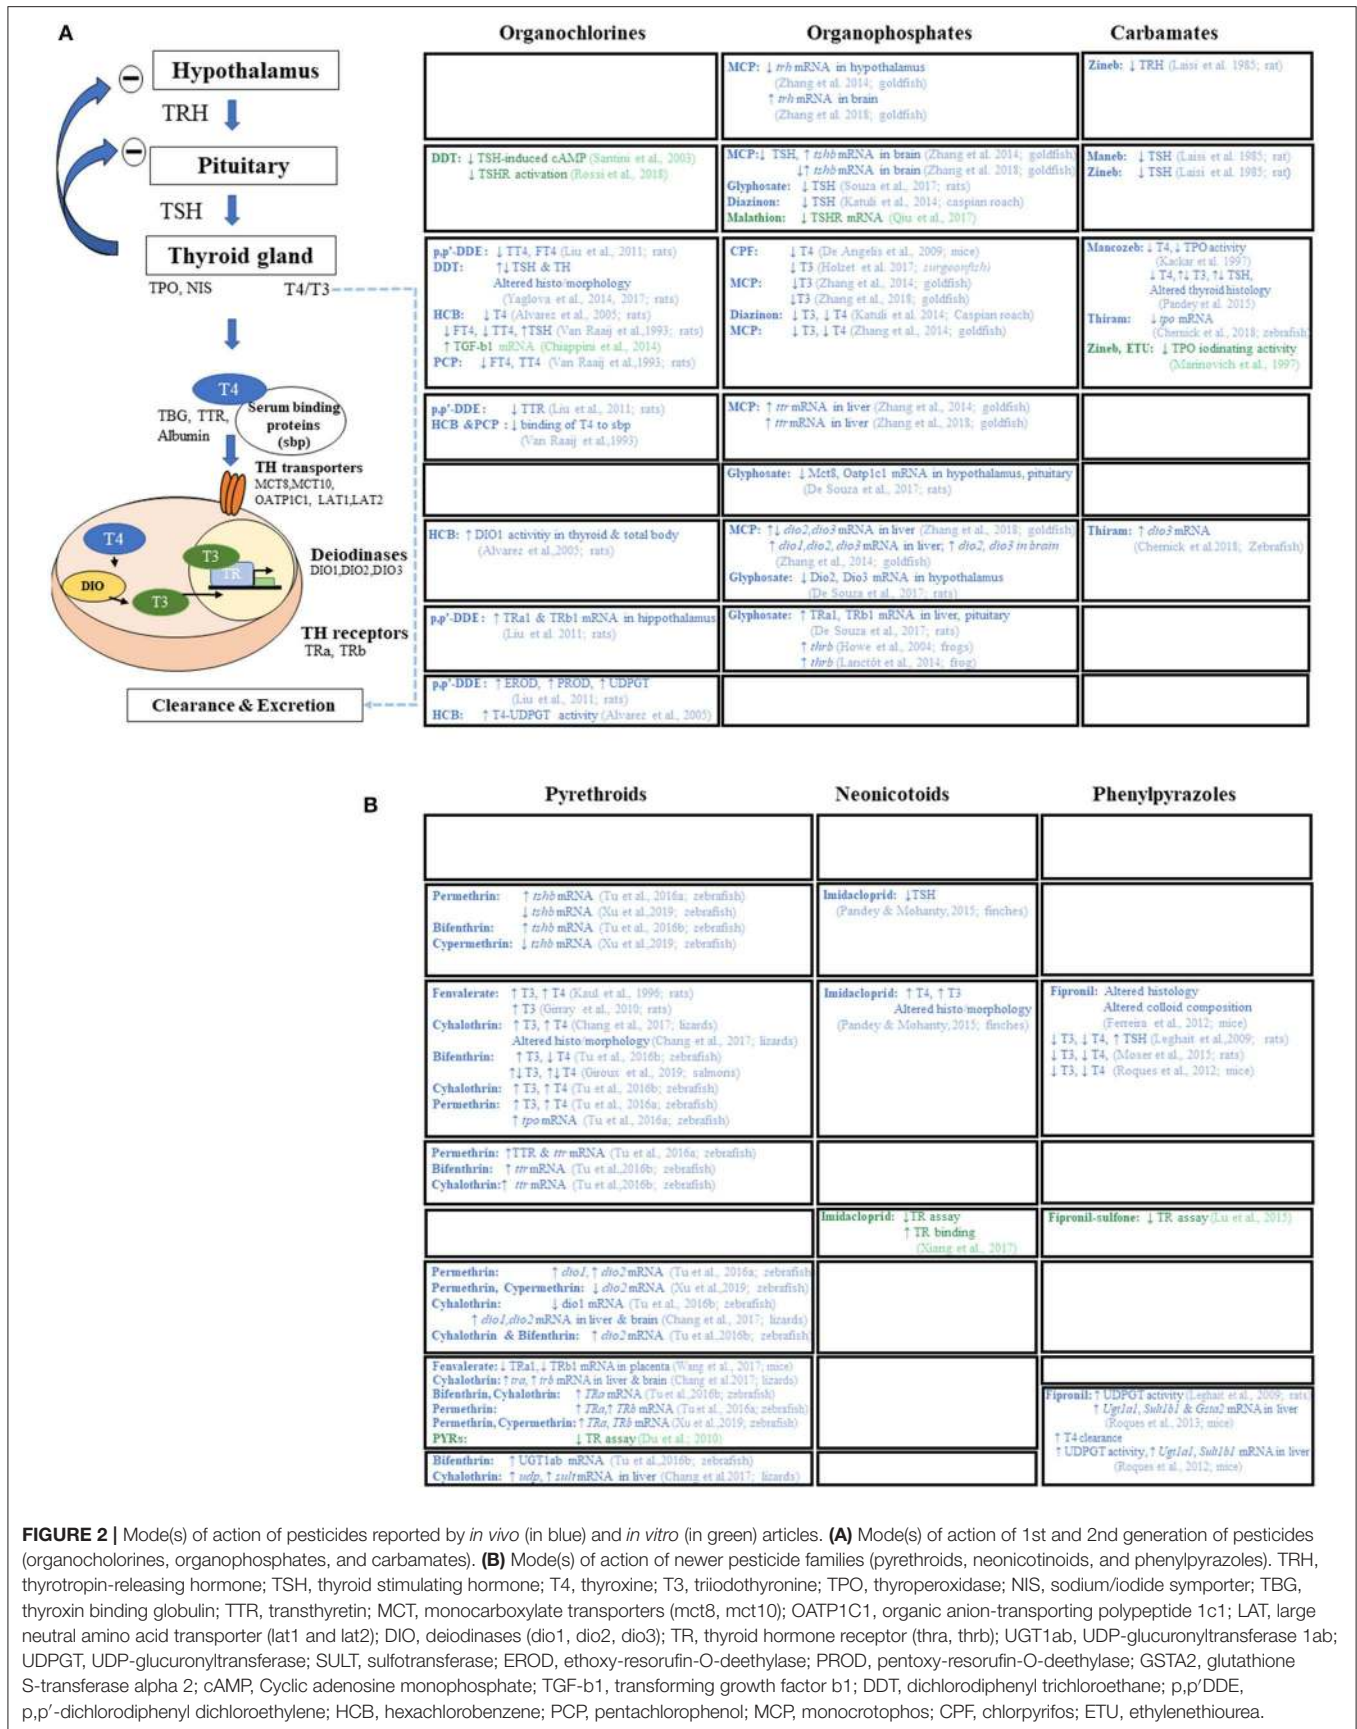 A
Organochlorines
Organophosphates
Carbamates
Hypothalamus
TRH
Pituitary
TSH
Thyroid gland
TPO, NIS
T4/T3
T4
TBG, TTR,
Albumin
Serum binding
proteins
(sbp)
TH transporters
MCT8,MCT10,
OATP1C1, LAT1,LAT2
T4
DIO
T3
T3
TR
Deiodinases
DIO1,DIO2,DIO3
TH receptors
TRa, TRb
Clearance & Excretion
MCP: ↓ trh mRNA in hypothalamus
(Zhang et al. 2014; goldfish)
↑ trh mRNA in brain
(Zhang et al. 2018; goldfish)
Zineb: ↓ TRH (Laisi et al. 1985; rat)
DDT: ↓ TSH-induced cAMP (Santini et al., 2003)
↓ TSHR activation (Rossi et al., 2018)
MCP:↓ TSH, ↑ tshb mRNA in brain (Zhang et al. 2014; goldfish)
↓↑ tshb mRNA in brain (Zhang et al. 2018; goldfish)
Glyphosate: ↓ TSH (Souza et al., 2017; rats)
Diazinon: ↓ TSH (Katuli et al., 2014; caspian roach)
Malathion: ↓ TSHR mRNA (Qiu et al., 2017)
Maneb: ↓ TSH (Laisi et al. 1985; rat)
Zineb: ↓ TSH (Laisi et al. 1985; rat)
p,p'-DDE: ↓ TT4, FT4 (Liu et al., 2011; rats)
DDT: ↑↓ TSH & TH
Altered histo/morphology
(Yaglova et al., 2014, 2017; rats)
HCB: ↓ T4 (Alvarez et al., 2005; rats)
↓ FT4, ↓ TT4, ↑TSH (Van Raaij et al.,1993; rats)
↑ TGF-b1 mRNA (Chiappini et al., 2014)
PCP: ↓ FT4, TT4 (Van Raaij et al.,1993; rats)
CPF: ↓ T4 (De Angelis et al., 2009; mice)
↓ T3 (Holzet et al. 2017; surgeonfish)
MCP: ↓T3 (Zhang et al., 2014; goldfish)
↓T3 (Zhang et al., 2018; goldfish)
Diazinon: ↓ T3, ↓ T4 (Katuli et al., 2014; Caspian roach)
MCP: ↓ T3, ↓ T4 (Zhang et al., 2014; goldfish)
Mancozeb: ↓ T4, ↓ TPO activity
(Kackar et al. 1997)
↓ T4, ↑↓ T3, ↑↓ TSH,
Altered thyroid histology
(Pandey et al. 2015)
Thiram: ↓ tpo mRNA
(Chernick et al., 2018; zebrafish)
Zineb, ETU: ↓ TPO iodinating activity
(Marinovich et al., 1997)
p,p'-DDE: ↓ TTR (Liu et al., 2011; rats)
HCB &PCP : ↓ binding of T4 to sbp
(Van Raaij et al.,1993)
MCP: ↑ ttr mRNA in liver (Zhang et al., 2014; goldfish)
↑ ttr mRNA in liver (Zhang et al., 2018; goldfish)
Glyphosate: ↓ Mct8, Oatp1c1 mRNA in hypothalamus, pituitary
(De Souza et al., 2017; rats)
HCB: ↑ DIO1 activitiy in thyroid & total body
(Alvarez et al.,2005; rats)
MCP: ↑↓ dio2,dio3 mRNA in liver (Zhang et al., 2018; goldfish)
↑ dio1,dio2, dio3 mRNA in liver; ↑ dio2, dio3 in brain
(Zhang et al., 2014; goldfish)
Glyphosate: ↓ Dio2, Dio3 mRNA in hypothalamus
(De Souza et al., 2017; rats)
Thiram: ↑ dio3 mRNA
(Chernick et al.2018; Zebrafish)
p,p'-DDE : ↑ TRa1 & TRb1 mRNA in hippothalamus
(Liu et al. 2011; rats)
Glyphosate: ↑ TRa1, TRb1 mRNA in liver, pituitary
(De Souza et al., 2017; rats)
↑ thrb (Howe et al., 2004; frogs)
↑ thrb (Lanctôt et al., 2014; frog)
p,p'-DDE : ↑ EROD, ↑ PROD, ↑ UDPGT
(Liu et al., 2011; rats)
HCB: ↑ T4-UDPGT activity (Alvarez et al., 2005)
B
Pyrethroids
Neonicotoids
Phenylpyrazoles
Permethrin: ↑ tshb mRNA (Tu et al., 2016a; zebrafish)
↓ tshb mRNA (Xu et al.,2019; zebrafish)
Bifenthrin: ↑ tshb mRNA (Tu et al., 2016b; zebrafish)
Cypermethrin: ↓ tshb mRNA (Xu et al.,2019; zebrafish)
Imidacloprid: ↓TSH
(Pandey & Mohanty, 2015; finches)
Fenvalerate: ↑ T3, ↑ T4 (Kaul et al., 1996; rats)
↑ T3 (Giray et al., 2010; rats)
Cyhalothrin: ↑ T3, ↑ T4 (Chang et al., 2017; lizards)
Altered histo/morphology (Chang et al., 2017; lizards)
Bifenthrin: ↑ T3, ↓ T4 (Tu et al., 2016b; zebrafish)
↑↓ T3, ↑↓ T4 (Giroux et al., 2019; salmons)
Cyhalothrin: ↑ T3, ↑ T4 (Tu et al., 2016b; zebrafish)
Permethrin: ↑ T3, ↑ T4 (Tu et al., 2016a; zebrafish)
↑ tpo mRNA (Tu et al., 2016a; zebrafish)
Imidacloprid: ↑ T4, ↑ T3
Altered histo/morphology
(Pandey & Mohanty, 2015; finches)
Fipronil: Altered histology
Altered colloid composition
(Ferreira et al., 2012; mice)
↓ T3, ↓ T4, ↑ TSH (Leghait et al.,2009; rats)
↓ T3, ↓ T4, (Moser et al., 2015; rats)
↓ T3, ↓ T4 (Roques et al., 2012; mice)
Permethrin: ↑TTR & ttr mRNA (Tu et al., 2016a; zebrafish)
Bifenthrin: ↑ ttr mRNA (Tu et al.,2016b; zebrafish)
Cyhalothrin:↑ ttr mRNA (Tu et al.,2016b; zebrafish)
Imidacloprid: ↓TR assay
↑ TR binding
(Xiang et al., 2017)
Fipronil-sulfone: ↓ TR assay (Lu et al., 2015)
Permethrin: ↑ dio1, ↑ dio2 mRNA (Tu et al., 2016a; zebrafish
Permethrin, Cypermethrin: ↓ dio2 mRNA (Xu et al.,2019; zebrafish)
Cyhalothrin: ↓ dio1 mRNA (Tu et al., 2016b; zebrafish)
↑ dio1,dio2 mRNA in liver & brain (Chang et al., 2017; lizards)
Cyhalothrin & Bifenthrin: ↑ dio2 mRNA (Tu et al.,2016b; zebrafish)
Fenvalerate: ↓ TRa1, ↓ TRb1 mRNA in placenta (Wang et al., 2017; mice)
Cyhalothrin: ↑ tra, ↑ trb mRNA in liver & brain (Chang et al.2017; lizards)
Bifenthrin, Cyhalothrin: ↑ TRa mRNA (Tu et al.,2016b; zebrafish)
Permethrin: ↑ TRa,↑ TRb mRNA (Tu et al., 2016a; zebrafish)
Permethrin, Cypermethrin: ↑ TRa, TRb mRNA (Xu et al., 2019; zebrafish)
PYRs: ↓ TR assay (Du et al.; 2010)
Fipronil: ↑ UDPGT activity (Leghait et al., 2009; rats)
↑ Ugt1a1, Sult1b1 & Gsta2 mRNA in liver
(Roques et al., 2013; mice)
↑ T4 clearance
↑ UDPGT activity, ↑ Ugt1a1, Sult1b1 mRNA in liver
(Roques et al., 2012; mice)
Bifenthrin: ↑ UGT1ab mRNA (Tu et al., 2016b; zebrafish)
Cyhalothrin: ↑ udp, ↑ sult mRNA in liver (Chang et al.2017; lizards)
FIGURE 2 | Mode(s) of action of pesticides reported by in vivo (in blue) and in vitro (in green) articles. (A) Mode(s) of action of 1st and 2nd generation of pesticides
(organocholorines, organophosphates, and carbamates). (B) Mode(s) of action of newer pesticide families (pyrethroids, neonicotinoids, and phenylpyrazoles). TRH,
thyrotropin-releasing hormone; TSH, thyroid stimulating hormone; T4, thyroxine; T3, triiodothyronine; TPO, thyroperoxidase; NIS, sodium/iodide symporter; TBG,
thyroxin binding globulin; TTR, transthyretin; MCT, monocarboxylate transporters (mct8, mct10); OATP1C1, organic anion-transporting polypeptide 1c1; LAT, large
neutral amino acid transporter (lat1 and lat2); DIO, deiodinases (dio1, dio2, dio3); TR, thyroid hormone receptor (thra, thrb); UGT1ab, UDP-glucuronyltransferase 1ab;
UDPGT, UDP-glucuronyltransferase; SULT, sulfotransferase; EROD, ethoxy-resorufin-O-deethylase; PROD, pentoxy-resorufin-O-deethylase; GSTA2, glutathione
S-transferase alpha 2; cAMP, Cyclic adenosine monophosphate; TGF-b1, transforming growth factor b1; DDT, dichlorodiphenyl trichloroethane; p,p′DDE,
p,p′-dichlorodiphenyl dichloroethylene; HCB, hexachlorobenzene; PCP, pentachlorophenol; MCP, monocrotophos; CPF, chlorpyrifos; ETU, ethylenethiourea.